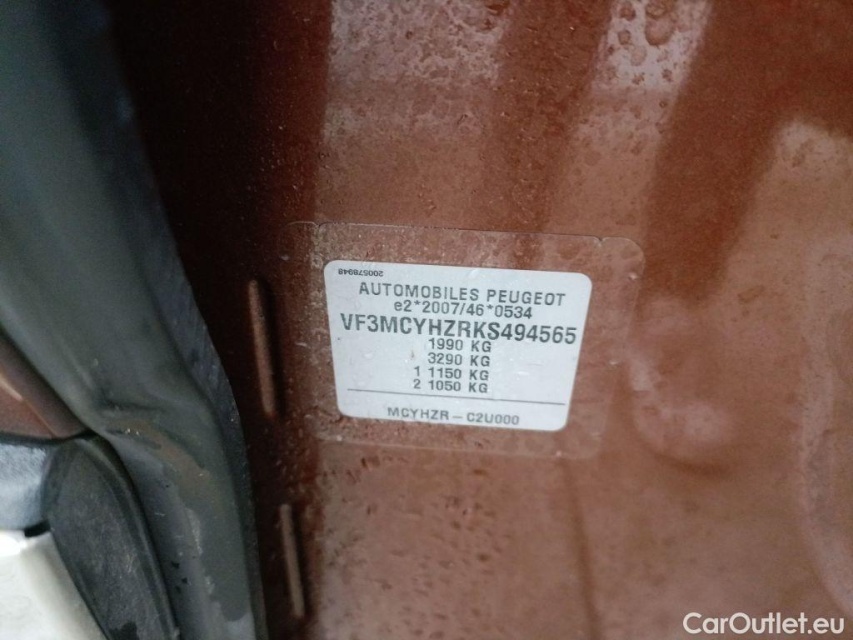 200578948
AUTOMOBILES PEUGEOT
e2*2007/46*0534
VF3MCYHZRKS494565
1990 KG
3290 KG
1 1150 KG
2 1050 KG
MCYHZR - C2U000
CarOutlet.eu